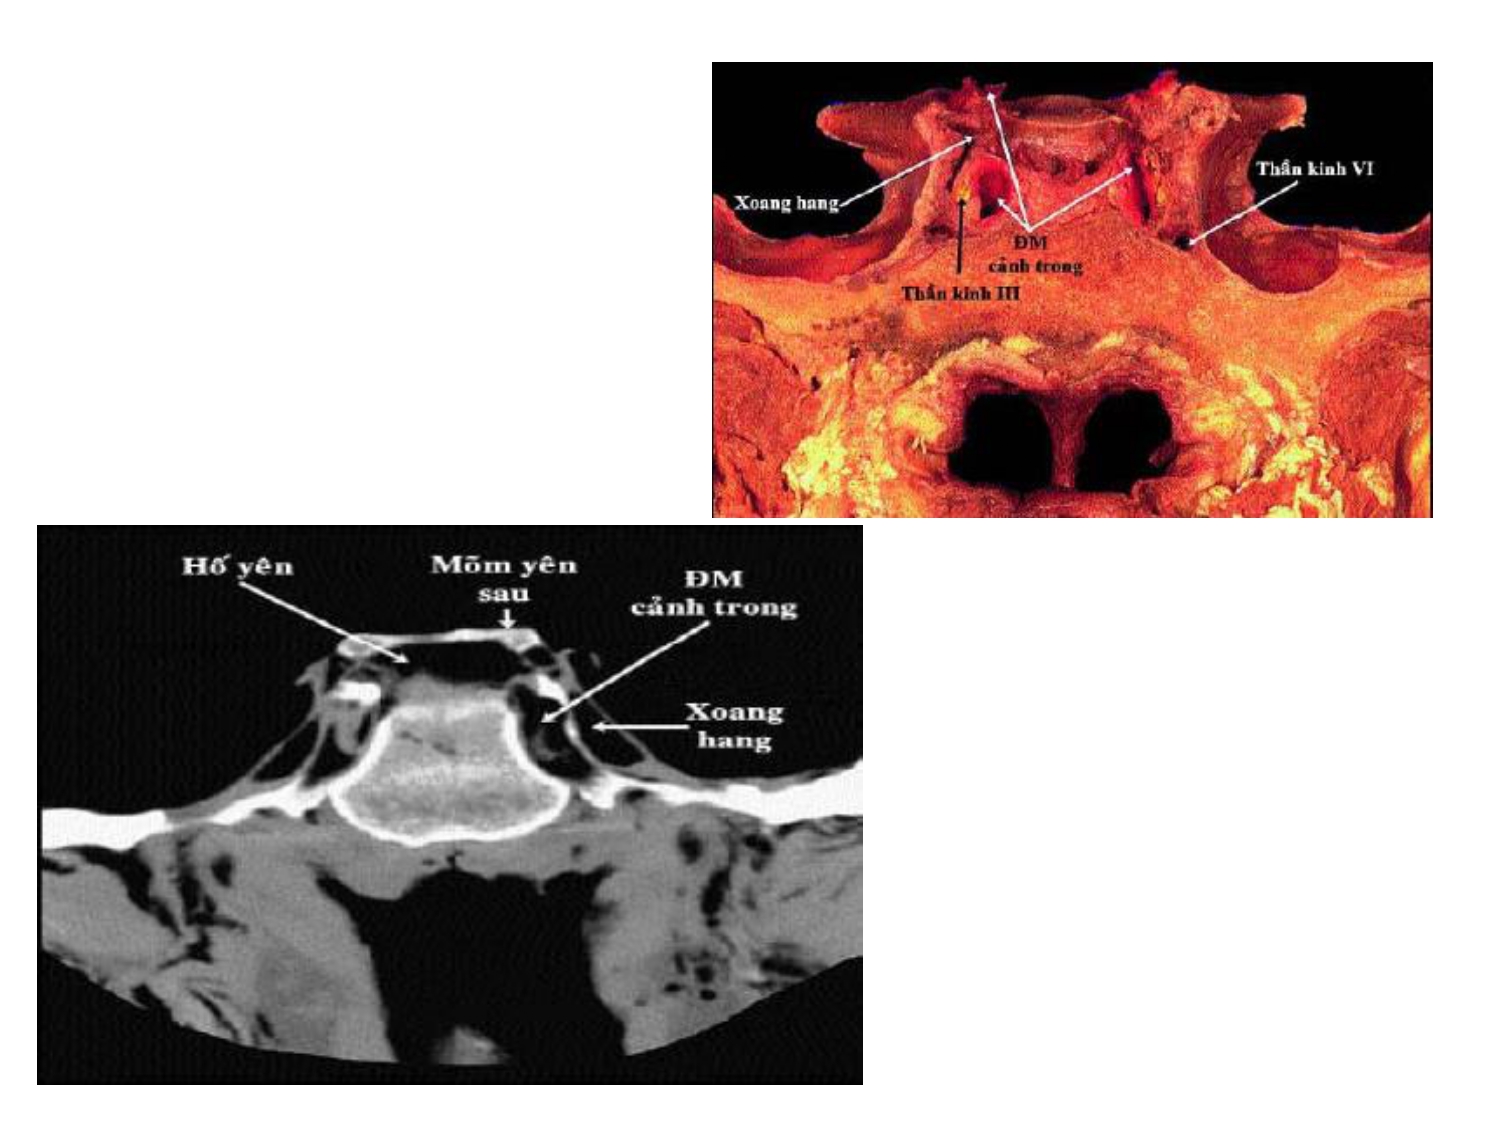 Thần kinh VI
Xoang hang
ĐM
cảnh trong
Thần kinh III
Hố yên
Mõm yên
sau
ĐM
cảnh trong
Xoang
hang